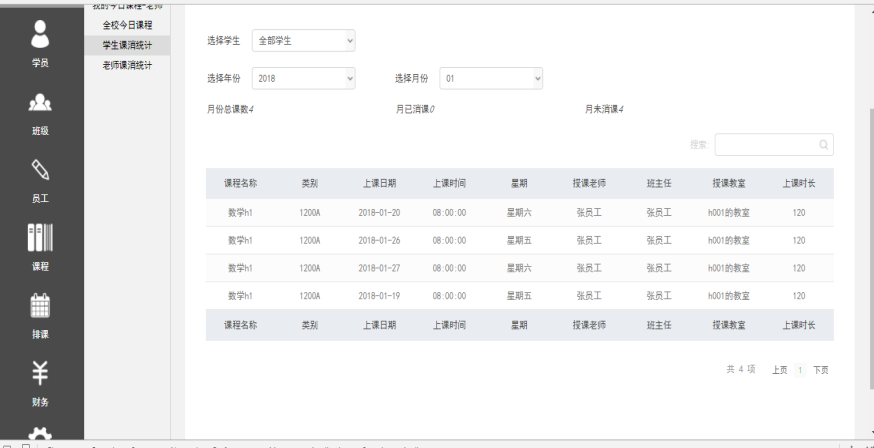 我的今日课程-老师
全校今日课程
学生课消统计
老师课消统计
学员
班级
员工
课程
排课
财务
选择学生 全部学生
选择年份 2018 选择月份 01
月份总课数4 月已消课0 月未消课4
搜索:
课程名称 类别 上课日期 上课时间 星期 授课老师 班主任 授课教室 上课时长
数学h1 1200A 2018-01-20 08:00:00 星期六 张员工 张员工 h001的教室 120
数学h1 1200A 2018-01-26 08:00:00 星期五 张员工 张员工 h001的教室 120
数学h1 1200A 2018-01-27 08:00:00 星期六 张员工 张员工 h001的教室 120
数学h1 1200A 2018-01-19 08:00:00 星期五 张员工 张员工 h001的教室 120
课程名称 类别 上课日期 上课时间 星期 授课老师 班主任 授课教室 上课时长
共 4 项 上页 1 下页